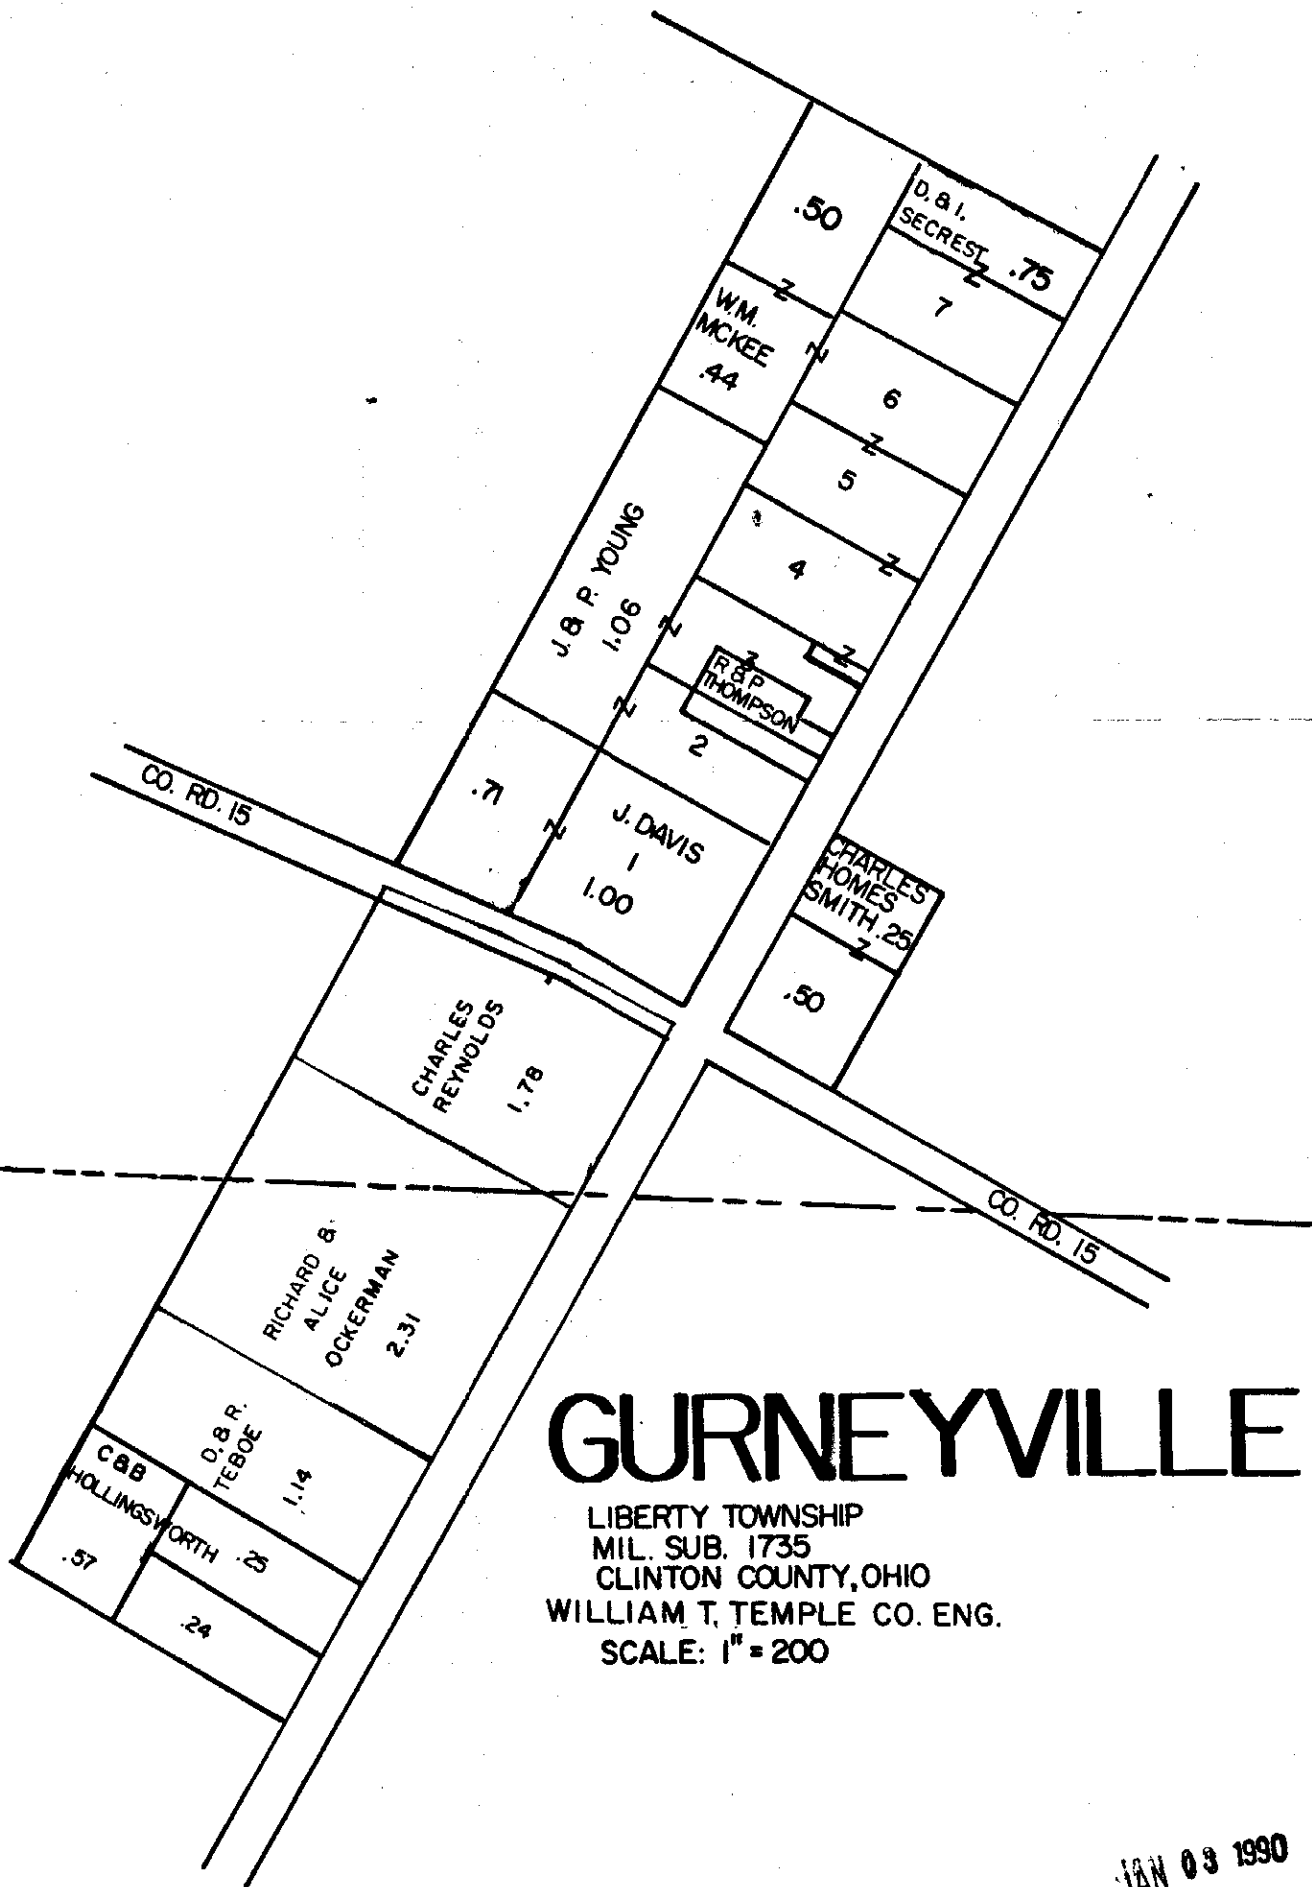 .50
D. & I.
SECREST
.75
7
W.M.
MCKEE
.44
6
5
4
J. & P. YOUNG
1.06
R & P
THOMPSON
2
.71
J. DAVIS
1
1.00
CO. RD. 15
CHARLES
HOMES
SMITH .25
.50
CHARLES
REYNOLDS
1.78
CO. RD. 15
RICHARD &
ALICE
OCKERMAN
2.31
D. & R.
TEBOE
1.14
C & B
HOLLINGSWORTH
.25
.57
.24
GURNEYVILLE
LIBERTY TOWNSHIP
MIL. SUB. 1735
CLINTON COUNTY, OHIO
WILLIAM T. TEMPLE CO. ENG.
SCALE: 1" = 200
JAN 03 1990